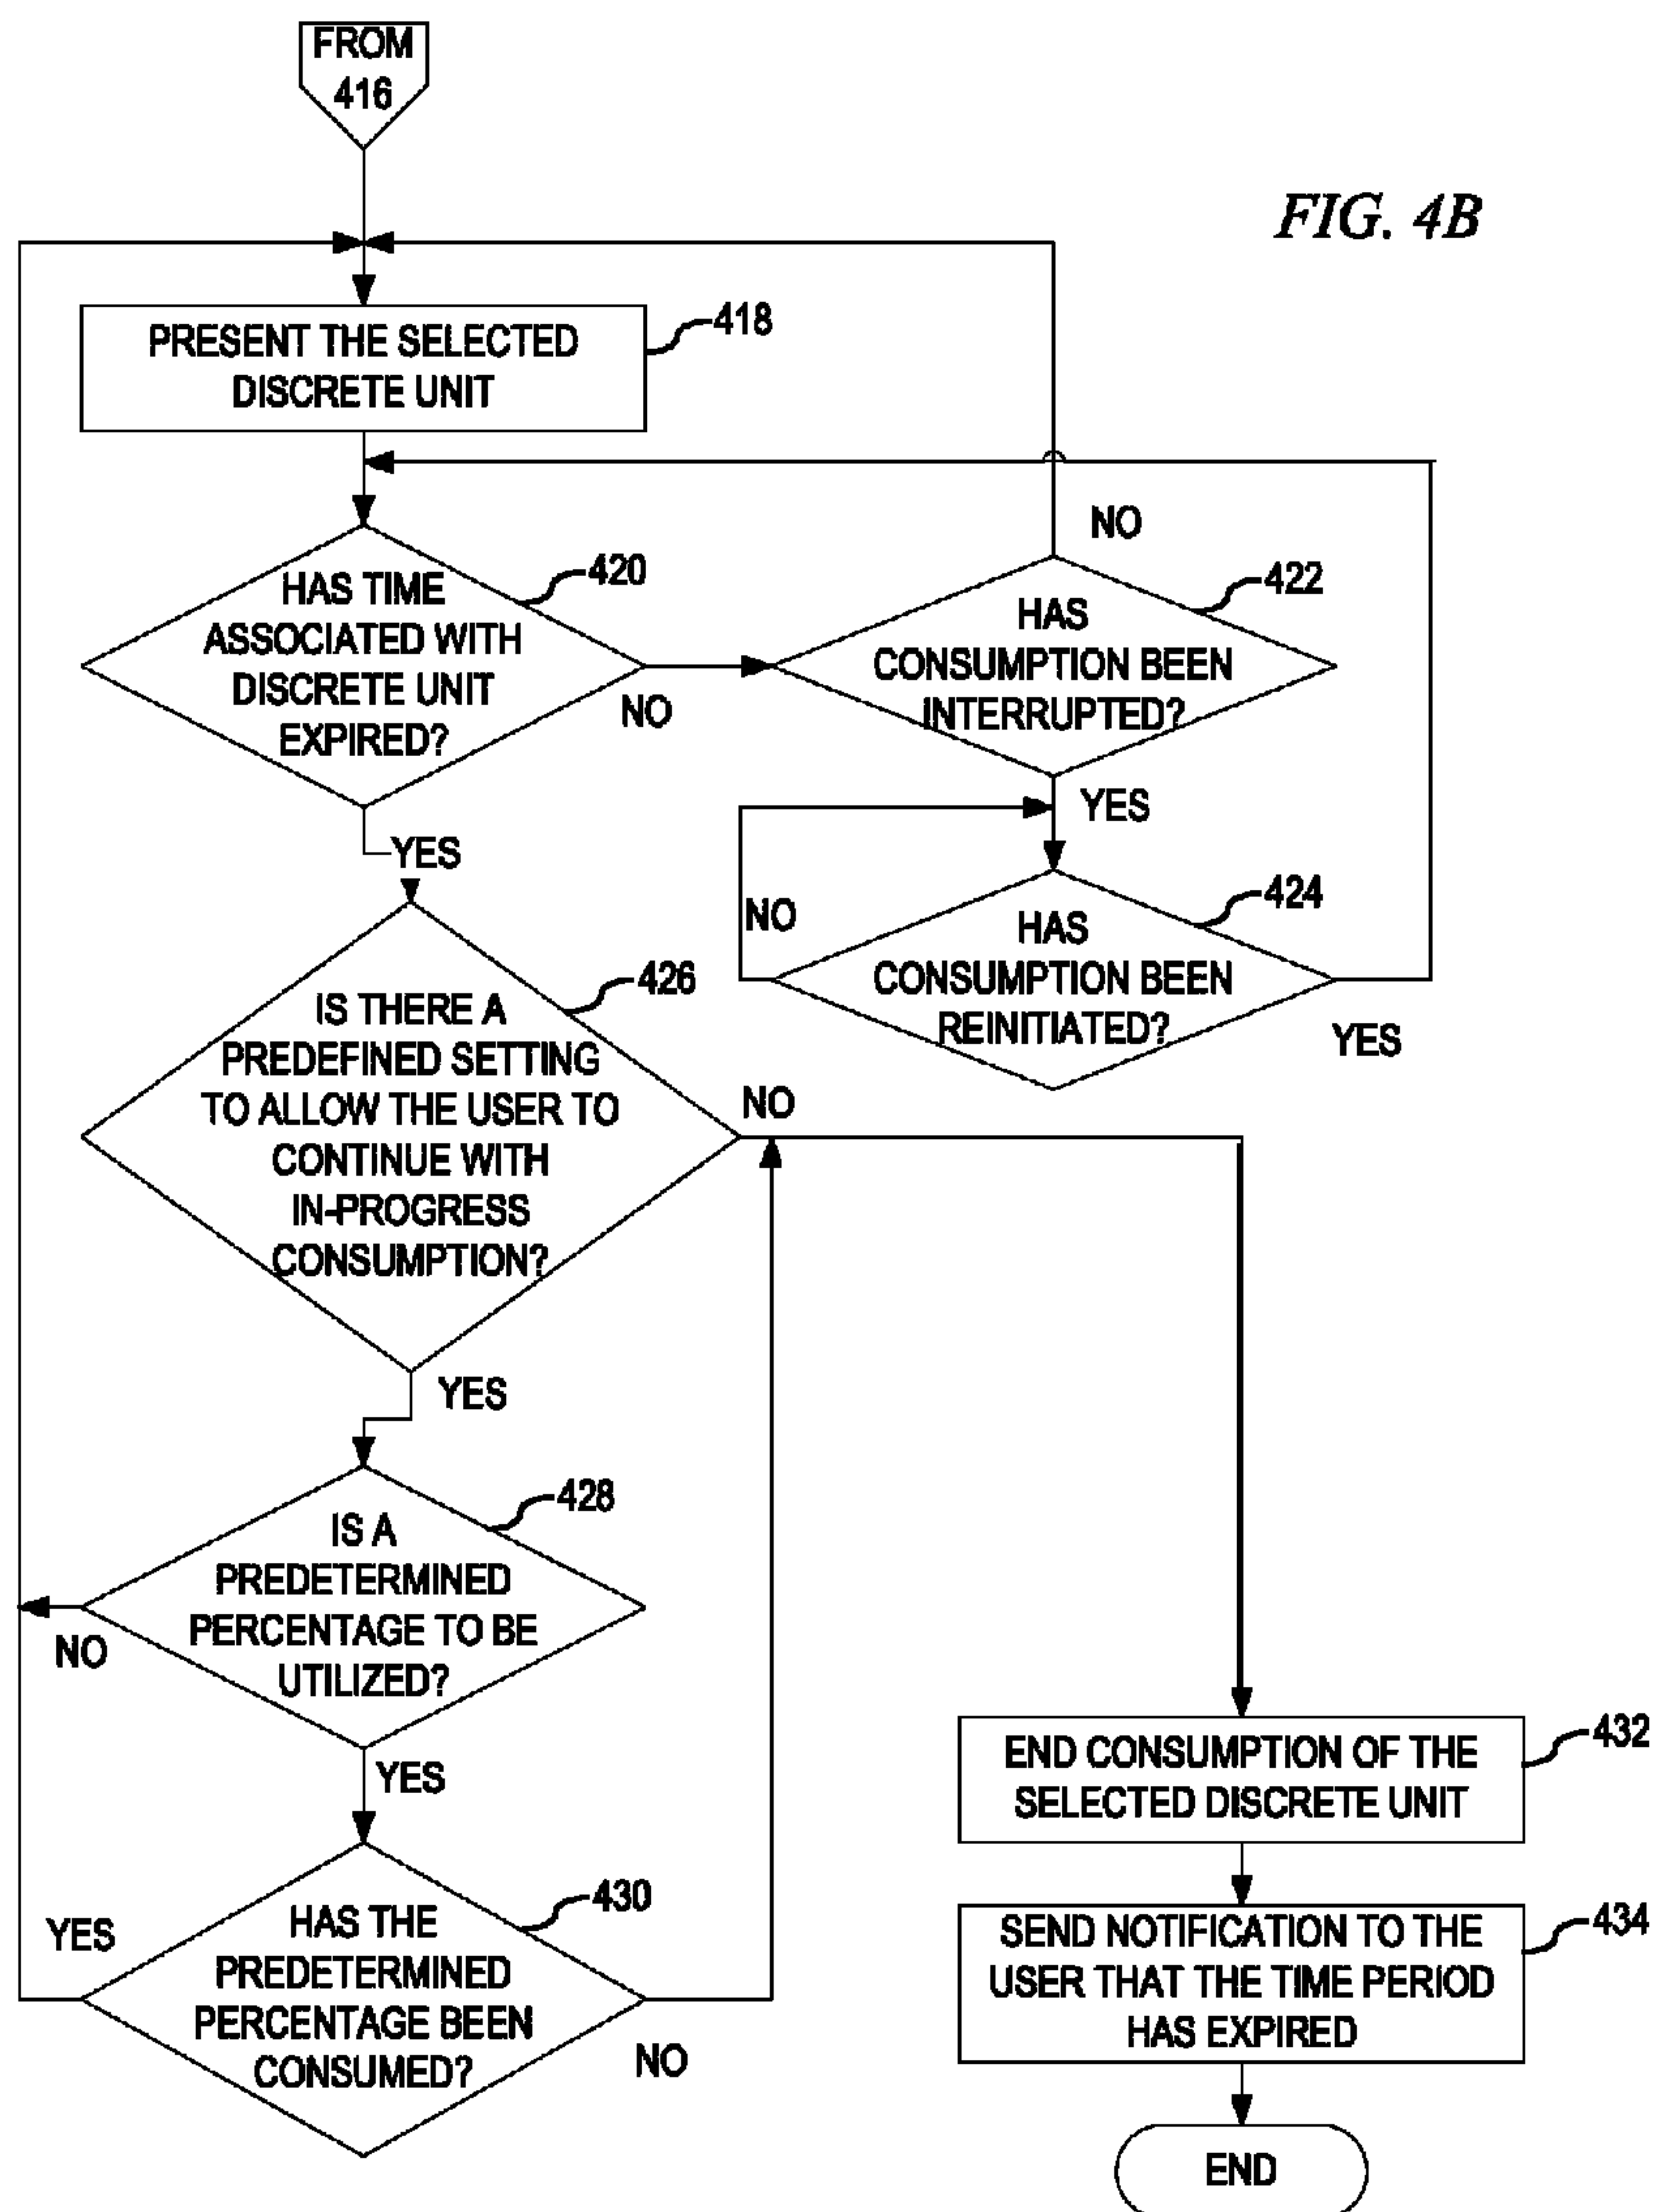 FROM
416
FIG. 4B
PRESENT THE SELECTED
DISCRETE UNIT
418
HAS TIME
ASSOCIATED WITH
DISCRETE UNIT
EXPIRED?
420
NO
YES
HAS
CONSUMPTION BEEN
INTERRUPTED?
422
NO
YES
HAS
CONSUMPTION BEEN
REINITIATED?
424
NO
YES
IS THERE A
PREDEFINED SETTING
TO ALLOW THE USER TO
CONTINUE WITH
IN-PROGRESS
CONSUMPTION?
426
NO
YES
IS A
PREDETERMINED
PERCENTAGE TO BE
UTILIZED?
428
NO
YES
HAS THE
PREDETERMINED
PERCENTAGE BEEN
CONSUMED?
430
YES
NO
END CONSUMPTION OF THE
SELECTED DISCRETE UNIT
432
SEND NOTIFICATION TO THE
USER THAT THE TIME PERIOD
HAS EXPIRED
434
END